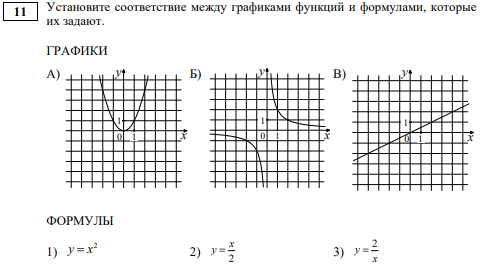 11 Установите соответствие между графиками функций и формулами, которые
их задают.
ГРАФИКИ
А) Б) В)
y y y
1 1 1
0 1 x 0 1 x 0 1 x
ФОРМУЛЫ
1) y = x² 2) y = x/2 3) y = 2/x